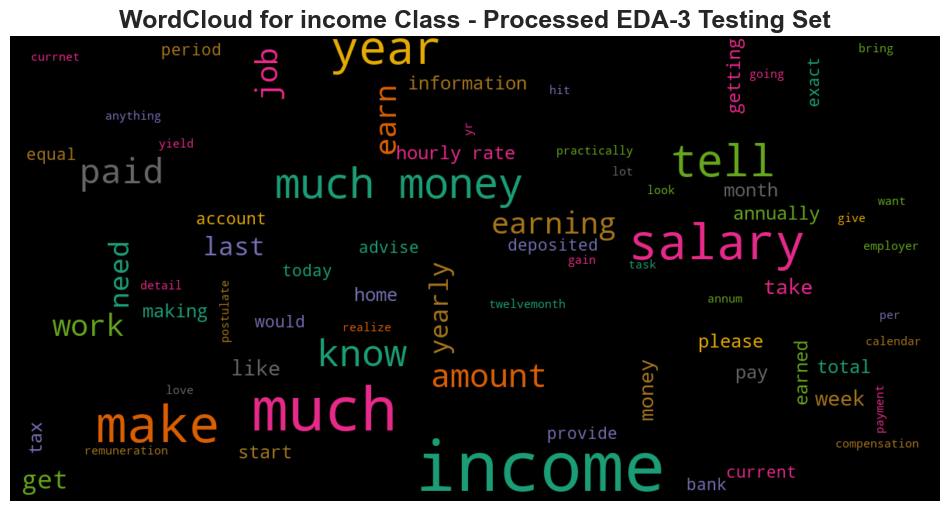 WordCloud for income Class - Processed EDA-3 Testing Set
currnet
period
job
year
information
hit
getting
going
exact
bring
anything
earn
yr
equal
yield
paid
hourly rate
practically
lot
tell
much money
look
month
want
account
earning
annually
give
last
advise
deposited
salary
employer
need
today
gain
task
detail
home
yearly
take
making
postulate
would
twelvemonth
annum
per
work
realize
know
please
calendar
like
amount
money
pay
earned
total
love
much
week
payment
make
tax
remuneration
start
provide
compensation
get
income
bank
current